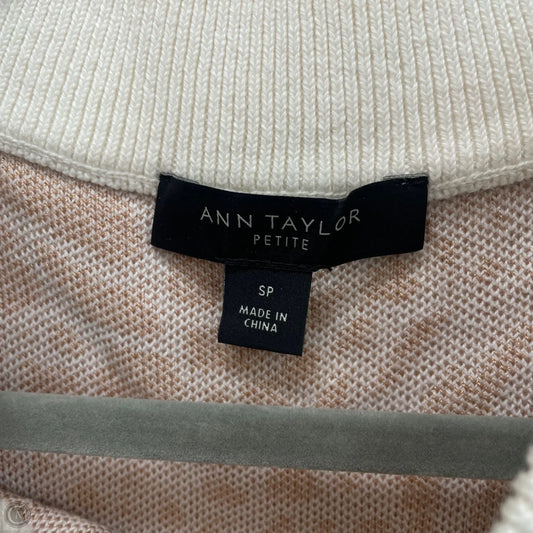 ANN TAYLOR
PETITE
SP
MADE IN
CHINA